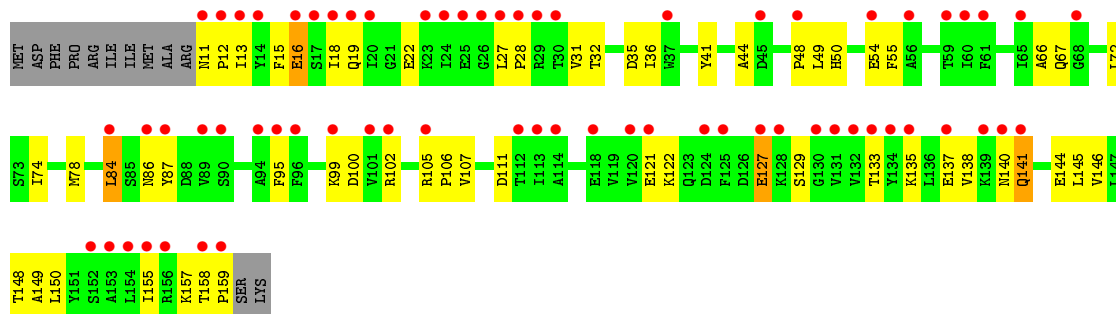 MET ASP PHE PRO ARG ILE ILE MET ALA ARG N11 P12 I13 Y14 F15 E16 S17 I18 Q19 I20 G21 E22 K23 I24 E25 G26 L27 P28 R29 T30 V31 T32 D35 I36 W37 Y41 A44 D45 P48 L49 H50 E54 F55 A56 T59 I60 F61 I65 A66 Q67 G68 L72
S73 I74 M78 L84 S85 N86 Y87 D88 V89 S90 A94 F95 F96 K99 D100 V101 R102 R105 P106 V107 D111 T112 I113 A114 E118 V119 V120 E121 K122 Q123 D124 F125 D126 E127 K128 S129 G130 V131 V132 T133 Y134 K135 L136 E137 V138 K139 N140 Q141 E144 L145 V146 L147
T148 A149 L150 Y151 S152 A153 L154 I155 R156 K157 T158 P159 SER LYS